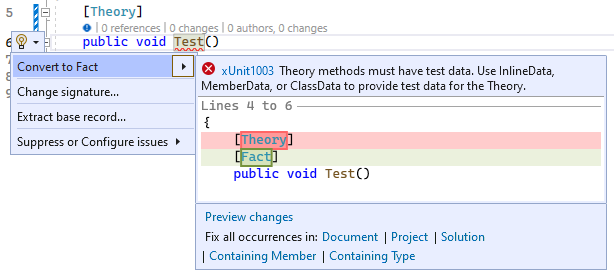 5 [Theory]
| 0 references | 0 changes | 0 authors, 0 changes
6 public void Test()
Convert to Fact
Change signature...
Extract base record...
Suppress or Configure issues
xUnit1003 Theory methods must have test data. Use InlineData,
MemberData, or ClassData to provide test data for the Theory.
Lines 4 to 6
{
[Theory]
[Fact]
public void Test()
Preview changes
Fix all occurrences in: Document | Project | Solution
| Containing Member | Containing Type